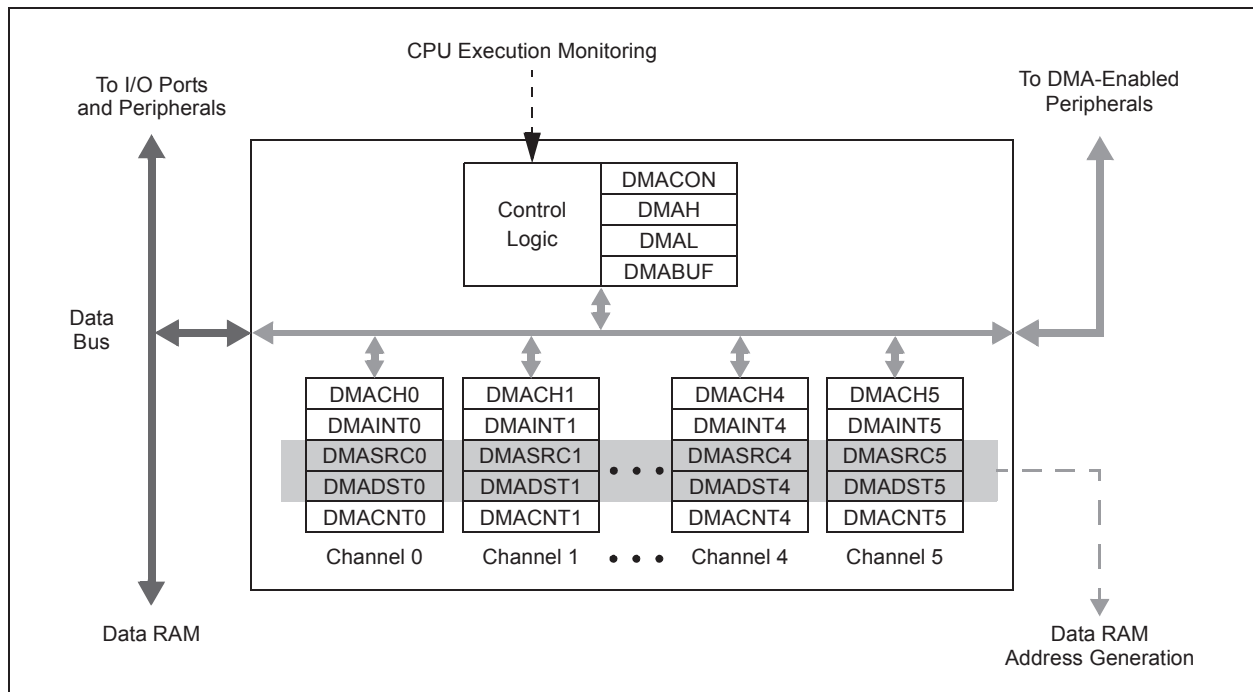 CPU Execution Monitoring
To I/O Ports
and Peripherals
To DMA-Enabled
Peripherals
Control
Logic
DMACON
DMAH
DMAL
DMABUF
Data
Bus
DMACH0
DMAINT0
DMASRC0
DMADST0
DMACNT0
Channel 0
DMACH1
DMAINT1
DMASRC1
DMADST1
DMACNT1
Channel 1
DMACH4
DMAINT4
DMASRC4
DMADST4
DMACNT4
Channel 4
DMACH5
DMAINT5
DMASRC5
DMADST5
DMACNT5
Channel 5
Data RAM
Data RAM
Address Generation